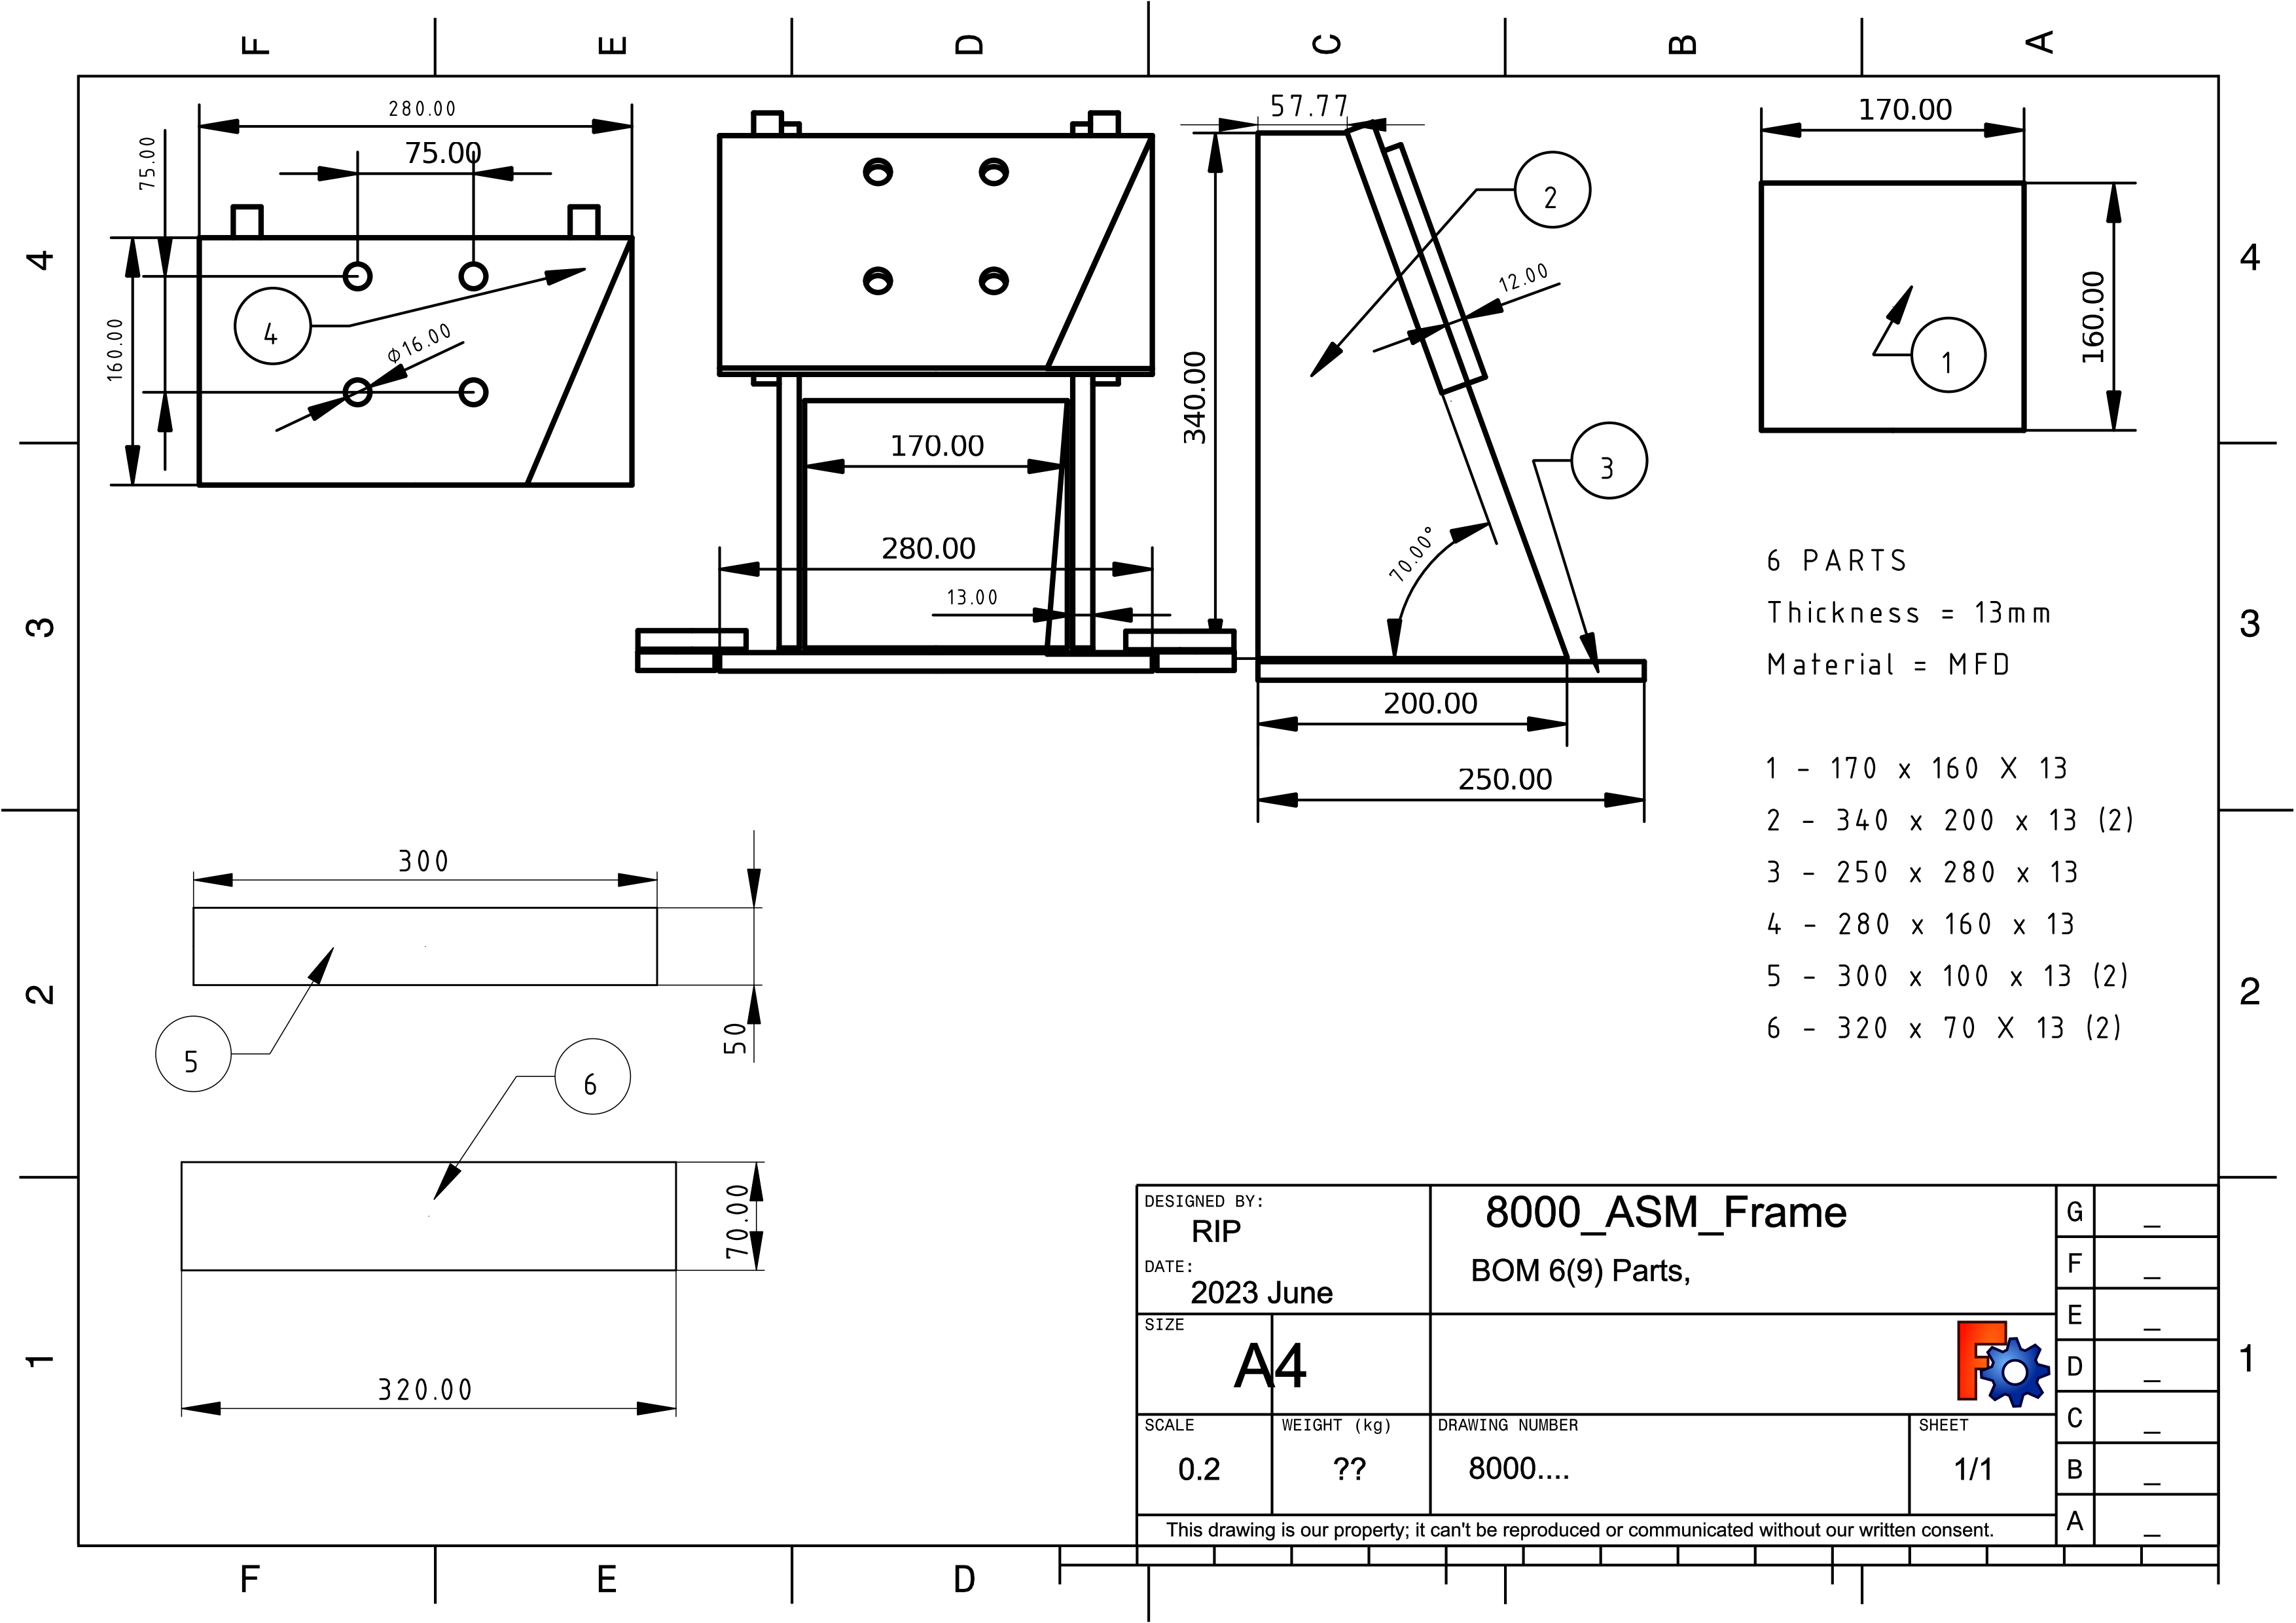 F E D C B A
280.00
75.00
75.00
160.00
4
Ø16.00
170.00
280.00
13.00
57.77
340.00
2
12.00
3
70.00°
200.00
250.00
170.00
160.00
1
4
3
2
1
4
3
2
1
6 PARTS
Thickness = 13mm
Material = MFD
1 - 170 x 160 X 13
2 - 340 x 200 x 13 (2)
3 - 250 x 280 x 13
4 - 280 x 160 x 13
5 - 300 x 100 x 13 (2)
6 - 320 x 70 X 13 (2)
300
50
5
6
70.00
320.00
DESIGNED BY:
RIP
DATE:
2023 June
8000_ASM_Frame
BOM 6(9) Parts,
SIZE
A4
SCALE
0.2
WEIGHT (kg)
??
DRAWING NUMBER
8000....
SHEET
1/1
G _
F _
E _
D _
C _
B _
A _
This drawing is our property; it can't be reproduced or communicated without our written consent.
F E D